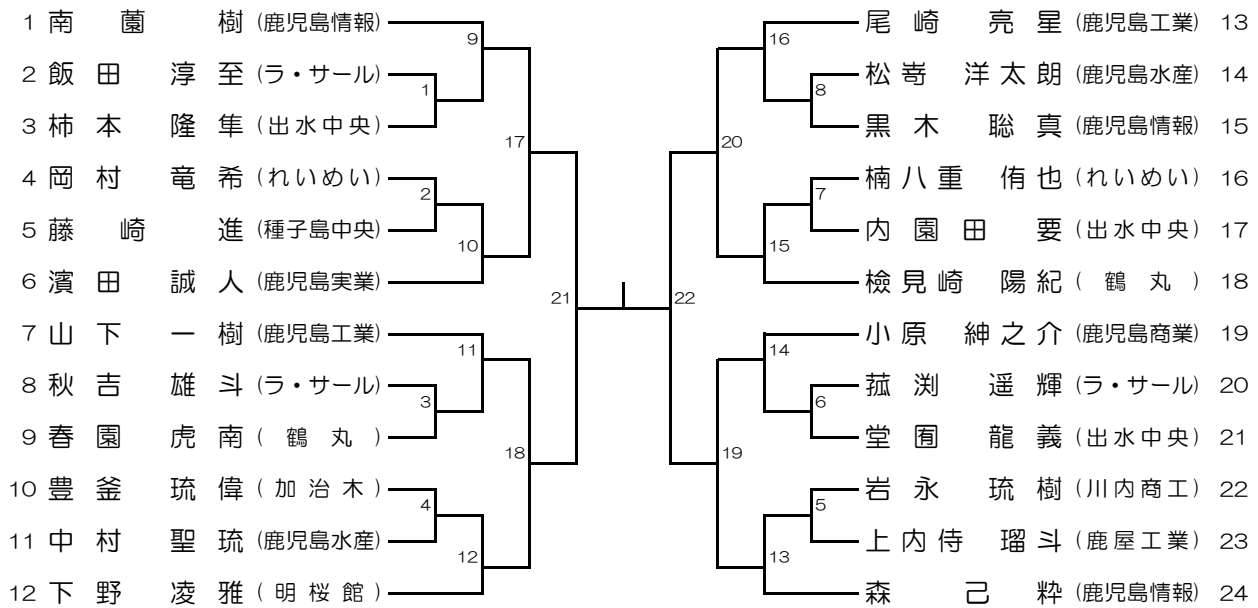 1 南薗 樹 (鹿児島情報)
2 飯田 淳至 (ラ・サール)
3 柿本 隆隼 (出水中央)
4 岡村 竜希 (れいめい)
5 藤崎 進 (種子島中央)
6 濱田 誠人 (鹿児島実業)
7 山下 一樹 (鹿児島工業)
8 秋吉 雄斗 (ラ・サール)
9 春園 虎南 (鶴丸)
10 豊釜 琉偉 (加治木)
11 中村 聖琉 (鹿児島水産)
12 下野 凌雅 (明桜館)
9
1
17
2
10
21
11
3
18
4
12
16
8
20
7
15
22
14
6
19
5
13
尾崎 亮星 (鹿児島工業) 13
松嵜 洋太朗 (鹿児島水産) 14
黒木 聡真 (鹿児島情報) 15
楠八重 侑也 (れいめい) 16
内園田 要 (出水中央) 17
檢見崎 陽紀 (鶴丸) 18
小原 紳之介 (鹿児島商業) 19
菰渕 遥輝 (ラ・サール) 20
堂囿 龍義 (出水中央) 21
岩永 琉樹 (川内商工) 22
上内侍 瑠斗 (鹿屋工業) 23
森 己粋 (鹿児島情報) 24